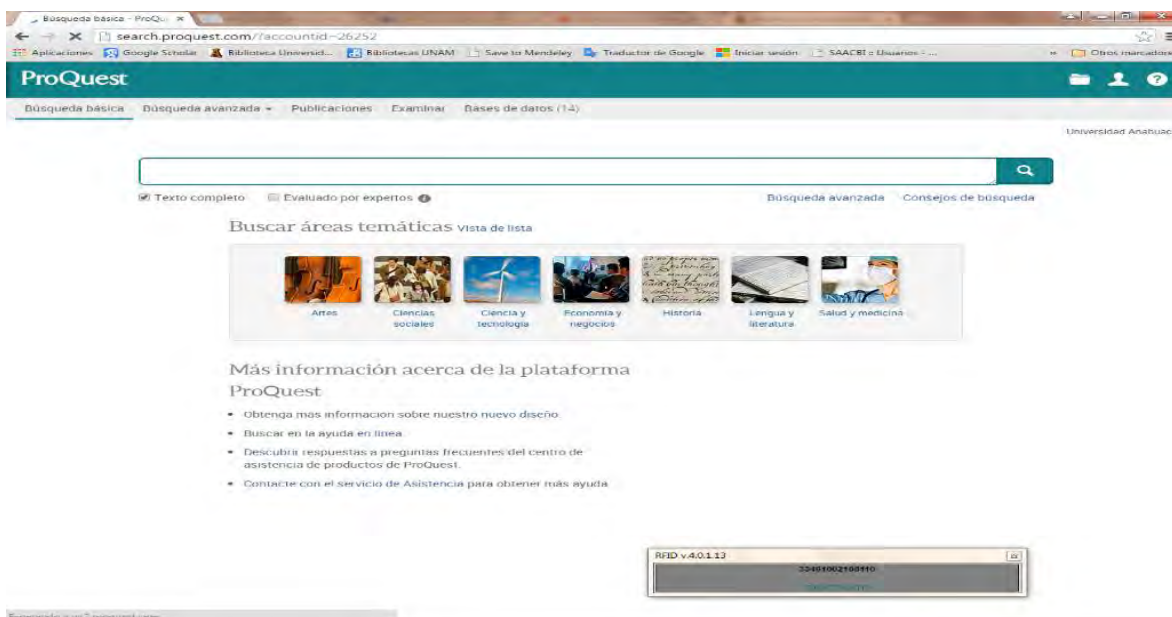 Búsqueda básica - ProQu
search.proquest.com/?accountid=26252
Aplicaciones Google Scholar Biblioteca Universid... Bibliotecas UNAM Save to Mendeley Traductor de Google Iniciar sesión SAACBI :: Usuarios - ... » Otros marcadore
ProQuest
Búsqueda básica Búsqueda avanzada Publicaciones Examinar Bases de datos (14)
Universidad Anáhuac
Texto completo Evaluado por expertos Búsqueda avanzada Consejos de búsqueda
Buscar áreas temáticas Vista de lista
Artes Ciencias sociales Ciencia y tecnología Economía y negocios Historia Lengua y literatura Salud y medicina
Más información acerca de la plataforma
ProQuest
• Obtenga más información sobre nuestro nuevo diseño.
• Buscar en la ayuda en línea
• Descubrir respuestas a preguntas frecuentes del centro de
asistencia de productos de ProQuest.
• Contacte con el servicio de Asistencia para obtener más ayuda
RFID v.4.0.1.13